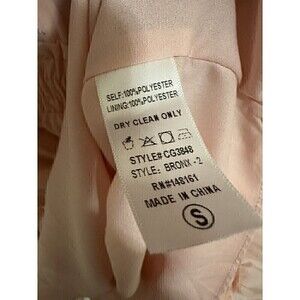 SELF:100%POLYESTER
LINING:100%POLYESTER
DRY CLEAN ONLY
STYLE#CG3848
STYLE: BRONX - 2
RN#148161
MADE IN CHINA
S